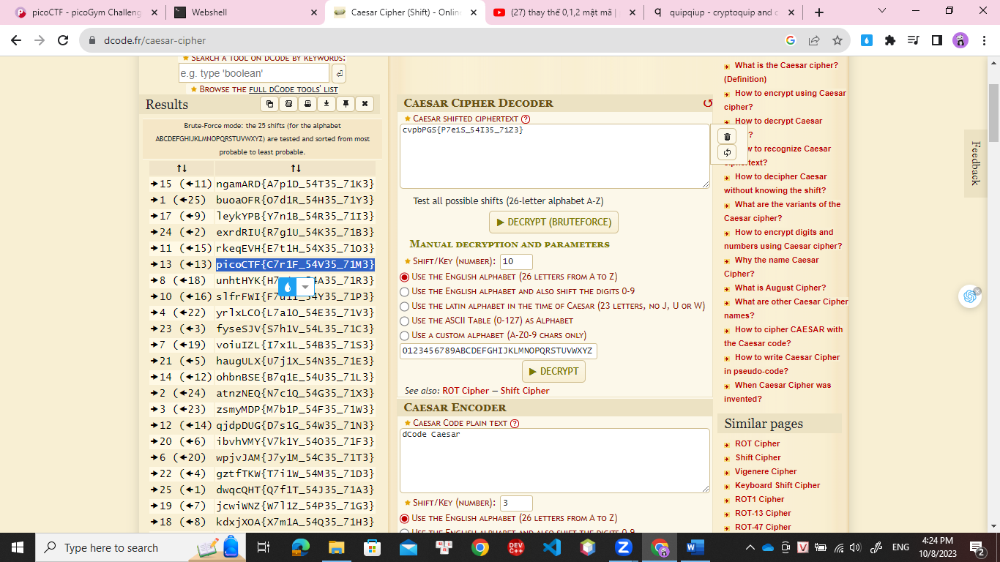 picoCTF - picoGym Challeng
Webshell
Caesar Cipher (Shift) - Onlin
(27) thay thế 0,1,2 mật mã |
quipqiup - cryptoquip and c
dcode.fr/caesar-cipher
Search a tool on dCode by keywords:
e.g. type 'boolean'
Browse the full dCode tools' list
Results
Brute-Force mode: the 25 shifts (for the alphabet
ABCDEFGHIJKLMNOPQRSTUVWXYZ) are tested and sorted from most
probable to least probable.
↑↓ ↑↓
➔15 (🡰11) ngamARD{A7p1D_54T35_71K3}
➔1 (🡰25) buoaOFR{O7d1R_54H35_71Y3}
➔17 (🡰9) leykYPB{Y7n1B_54R35_71I3}
➔24 (🡰2) exrdRIU{R7g1U_54K35_71B3}
➔11 (🡰15) rkeqEVH{E7t1H_54X35_71O3}
➔13 (🡰13) picoCTF{C7r1F_54V35_71M3}
➔8 (🡰18) unhtHYK{H7 4A35_71R3}
➔10 (🡰16) slfrFWI{F7 4Y35_71P3}
➔4 (🡰22) yrlxLCO{L7a1O_54E35_71V3}
➔23 (🡰3) fyseSJV{S7h1V_54L35_71C3}
➔7 (🡰19) voiuIZL{I7x1L_54B35_71S3}
➔21 (🡰5) haugULX{U7j1X_54N35_71E3}
➔14 (🡰12) ohbnBSE{B7q1E_54U35_71L3}
➔2 (🡰24) atnzNEQ{N7c1Q_54G35_71X3}
➔3 (🡰23) zsmyMDP{M7b1P_54F35_71W3}
➔12 (🡰14) qjdpDUG{D7s1G_54W35_71N3}
➔20 (🡰6) ibvhVMY{V7k1Y_54O35_71F3}
➔6 (🡰20) wpjvJAM{J7y1M_54C35_71T3}
➔22 (🡰4) gztfTKW{T7i1W_54M35_71D3}
➔25 (🡰1) dwqcQHT{Q7f1T_54J35_71A3}
➔19 (🡰7) jcwiWNZ{W7l1Z_54P35_71G3}
➔18 (🡰8) kdxjXOA{X7m1A_54Q35_71H3}
Caesar Cipher Decoder
Caesar shifted ciphertext ?
cvpbPGS{P7e1S_54I35_71Z3}
Test all possible shifts (26-letter alphabet A-Z)
▶ DECRYPT (BRUTEFORCE)
Manual decryption and parameters
Shift/Key (number): 10
Use the English alphabet (26 letters from A to Z)
Use the English alphabet and also shift the digits 0-9
Use the latin alphabet in the time of Caesar (23 letters, no J, U or W)
Use the ASCII Table (0-127) as Alphabet
Use a custom alphabet (A-Z0-9 chars only)
0123456789ABCDEFGHIJKLMNOPQRSTUVWXYZ
▶ DECRYPT
See also: ROT Cipher — Shift Cipher
Caesar Encoder
Caesar Code plain text ?
dCode Caesar
Shift/Key (number): 3
Use the English alphabet (26 letters from A to Z)
Use the English alphabet and also shift the digits 0-9
What is the Caesar cipher?
(Definition)
How to encrypt using Caesar
cipher?
How to decrypt Caesar
?
ow to recognize Caesar
ciphertext?
How to decipher Caesar
without knowing the shift?
What are the variants of the
Caesar cipher?
How to encrypt digits and
numbers using Caesar cipher?
Why the name Caesar
Cipher?
What is August Cipher?
What are other Caesar Cipher
names?
How to cipher CAESAR with
the Caesar code?
How to write Caesar Cipher
in pseudo-code?
When Caesar Cipher was
invented?
Similar pages
ROT Cipher
Shift Cipher
Vigenere Cipher
Keyboard Shift Cipher
ROT1 Cipher
ROT-13 Cipher
ROT-47 Cipher
Feedback
Type here to search
DEV
C++
Z
W
V
ENG
4:24 PM
10/8/2023
2